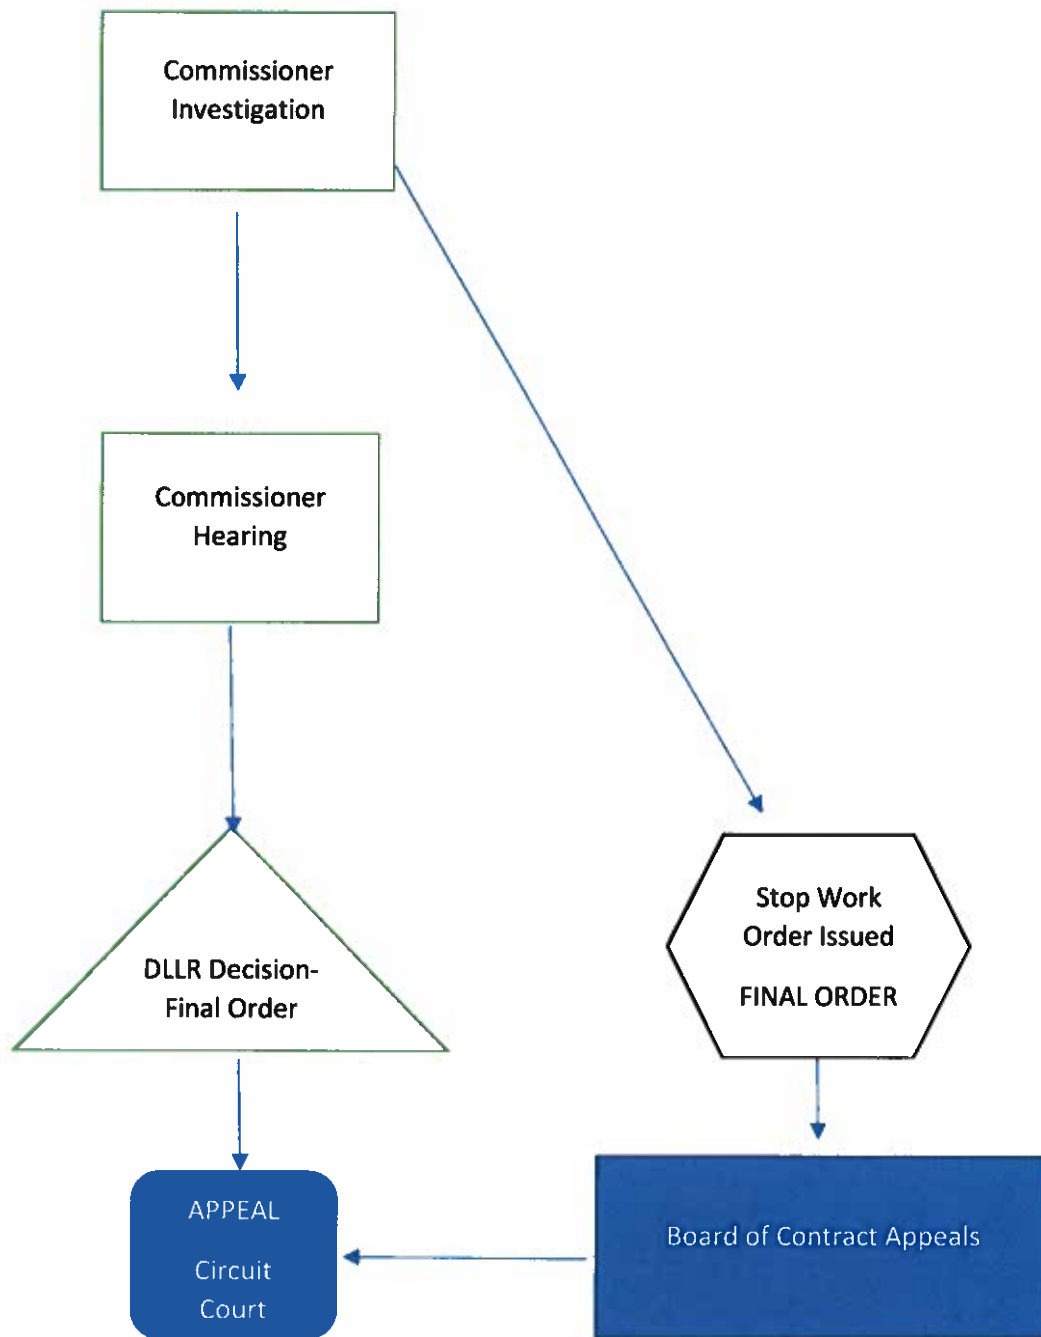 Commissioner
Investigation
Commissioner
Hearing
DLLR Decision-
Final Order
Stop Work
Order Issued
FINAL ORDER
APPEAL
Circuit
Court
Board of Contract Appeals